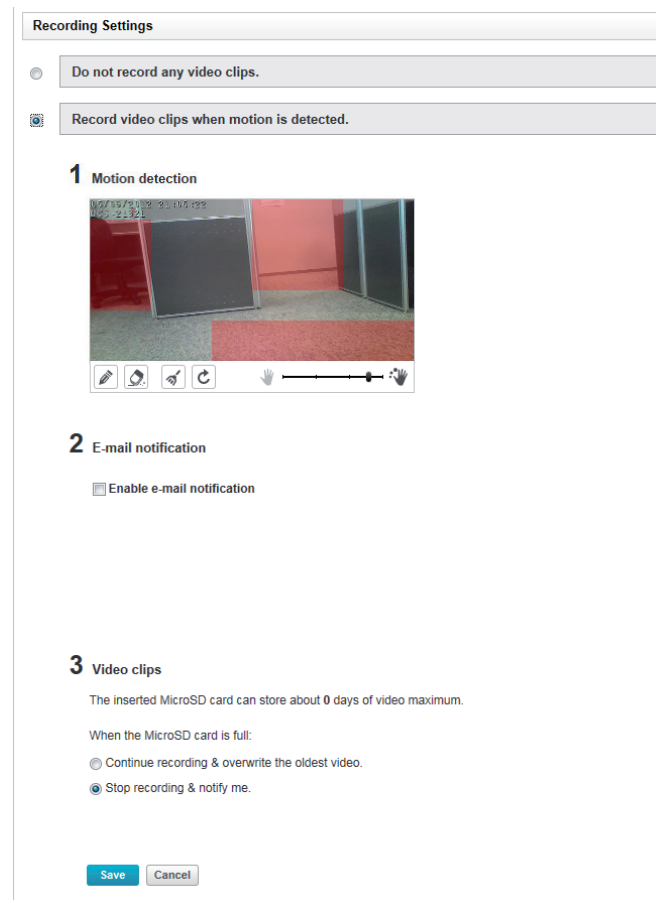 Recording Settings
Do not record any video clips.
Record video clips when motion is detected.
1 Motion detection
21:05:22
2 E-mail notification
Enable e-mail notification
3 Video clips
The inserted MicroSD card can store about 0 days of video maximum.
When the MicroSD card is full:
Continue recording & overwrite the oldest video.
Stop recording & notify me.
Save Cancel